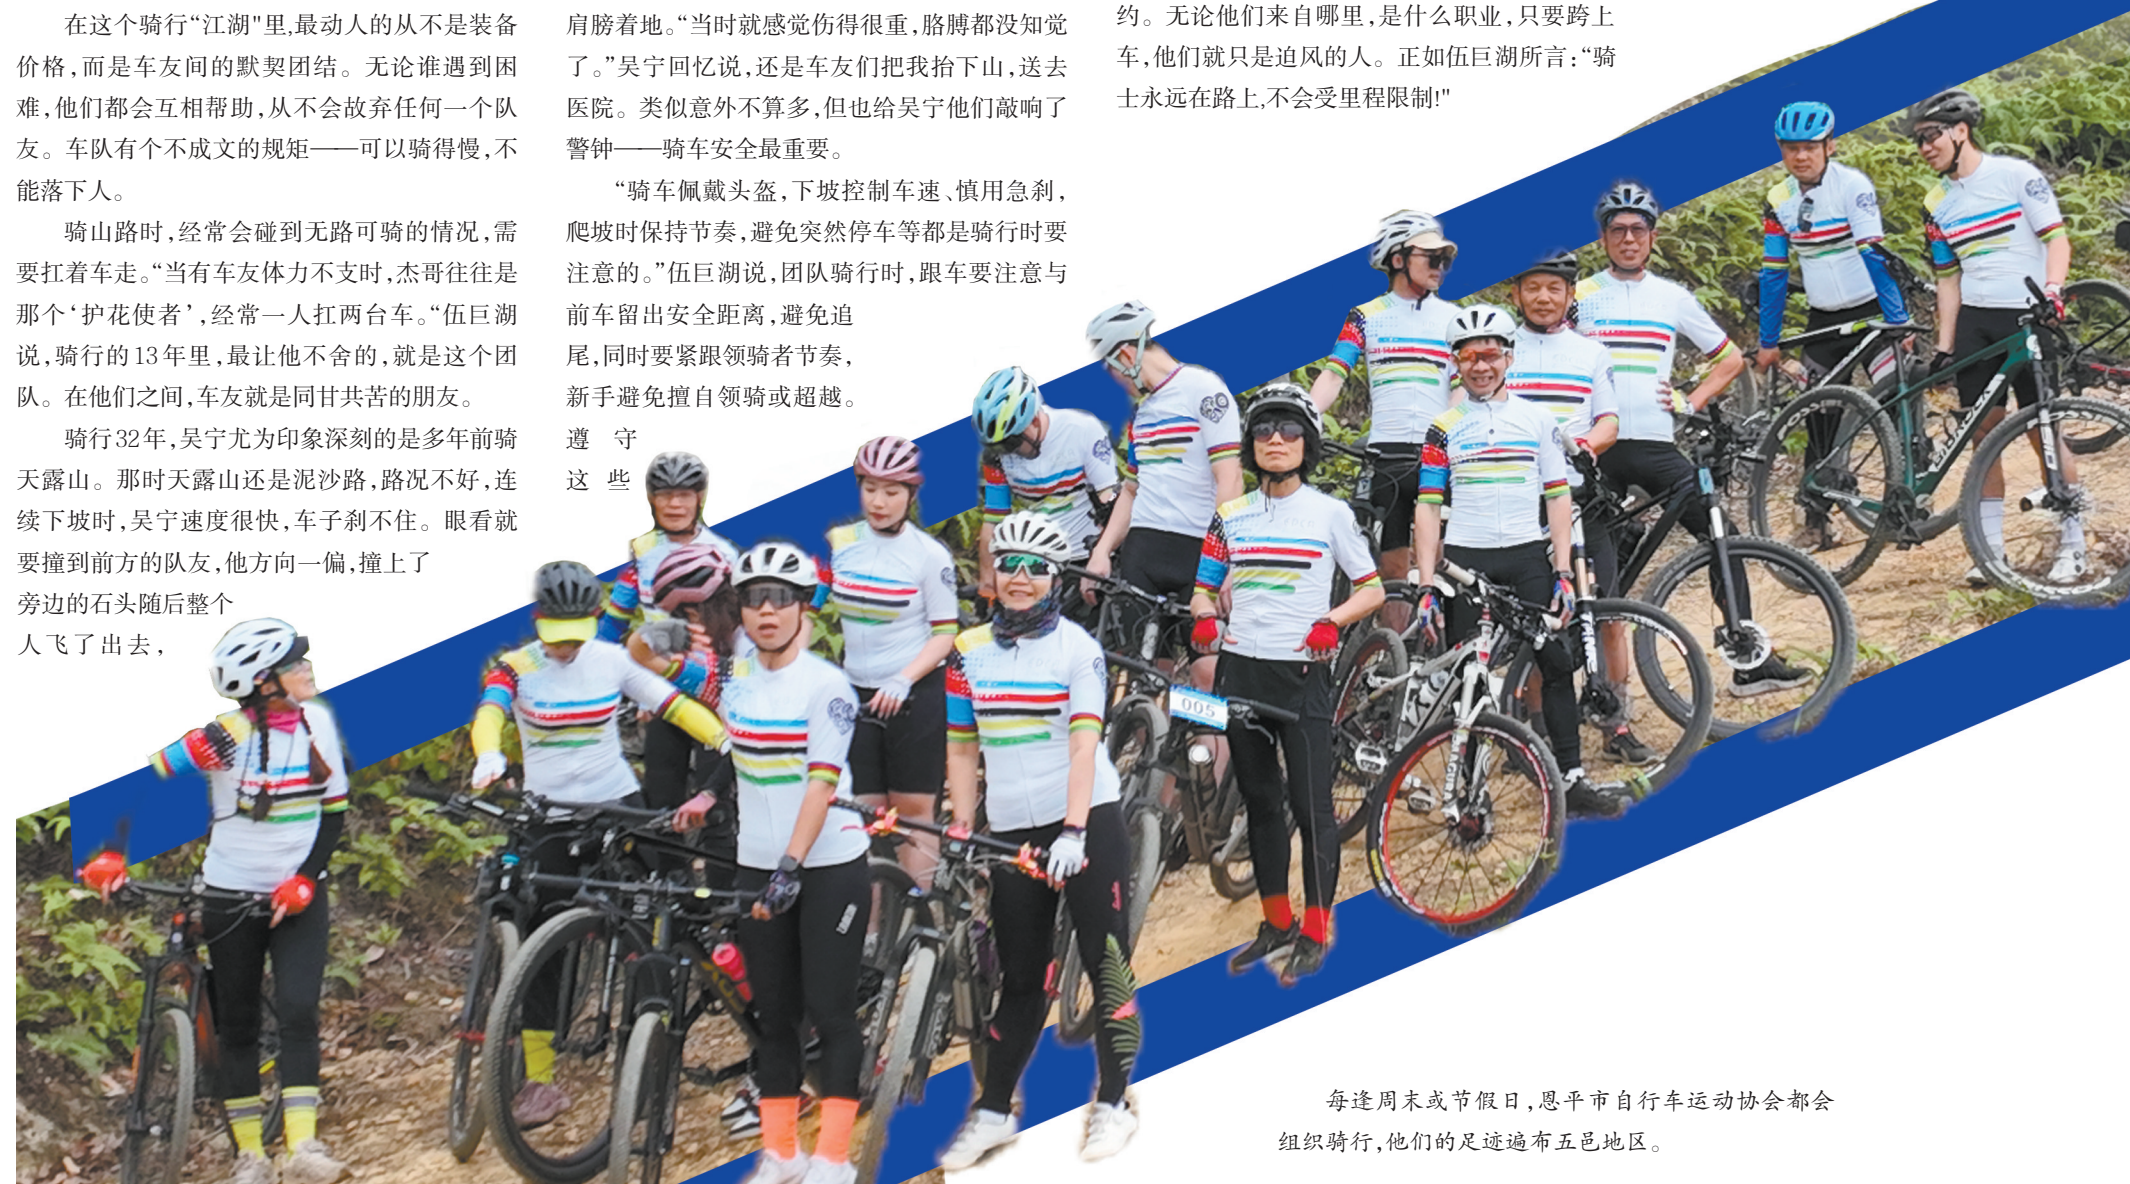 在这个骑行“江湖"里,最动人的从不是装备
价格,而是车友间的默契团结。无论谁遇到困
难,他们都会互相帮助,从不会故弃任何一个队
友。车队有个不成文的规矩——可以骑得慢,不
能落下人。
骑山路时,经常会碰到无路可骑的情况,需
要扛着车走。“当有车友体力不支时,杰哥往往是
那个‘护花使者’,经常一人扛两台车。“伍巨湖
说,骑行的13年里,最让他不舍的,就是这个团
队。在他们之间,车友就是同甘共苦的朋友。
骑行32年,吴宁尤为印象深刻的是多年前骑
天露山。那时天露山还是泥沙路,路况不好,连
续下坡时,吴宁速度很快,车子刹不住。眼看就
要撞到前方的队友,他方向一偏,撞上了
旁边的石头随后整个
人飞了出去,
肩膀着地。“当时就感觉伤得很重,胳膊都没知觉
了。”吴宁回忆说,还是车友们把我抬下山,送去
医院。类似意外不算多,但也给吴宁他们敲响了
警钟——骑车安全最重要。
“骑车佩戴头盔,下坡控制车速、慎用急刹,
爬坡时保持节奏,避免突然停车等都是骑行时要
注意的。”伍巨湖说,团队骑行时,跟车要注意与
前车留出安全距离,避免追
尾,同时要紧跟领骑者节奏,
新手避免擅自领骑或超越。
遵守
这些
约。无论他们来自哪里,是什么职业,只要跨上
车,他们就只是迫风的人。正如伍巨湖所言:“骑
士永远在路上,不会受里程限制!"
005
每逢周末或节假日,恩平市自行车运动协会都会
组织骑行,他们的足迹遍布五邑地区。